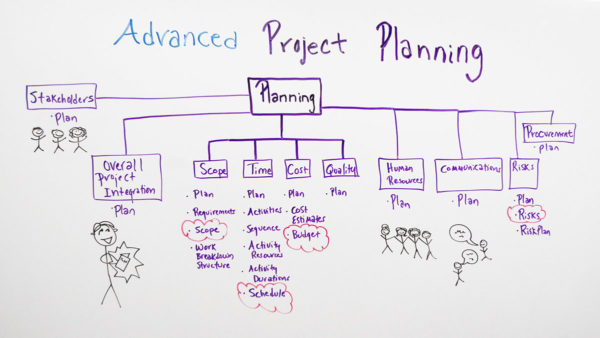 Advanced Project Planning
Planning
Stakeholders
• Plan
Procurement
• Plan
Overall
Project
Integration
• Plan
Scope
• Plan
• Requirements
• Scope
• Work
Breakdown
Structure
Time
• Plan
• Activities
• Sequence
• Activity
Resources
• Activity
Durations
• Schedule
Cost
• Plan
• Cost
Estimates
• Budget
Quality
• Plan
Human
Resources
• Plan
Communications
• Plan
Risks
• Plan
• Risks
• Risk Plan